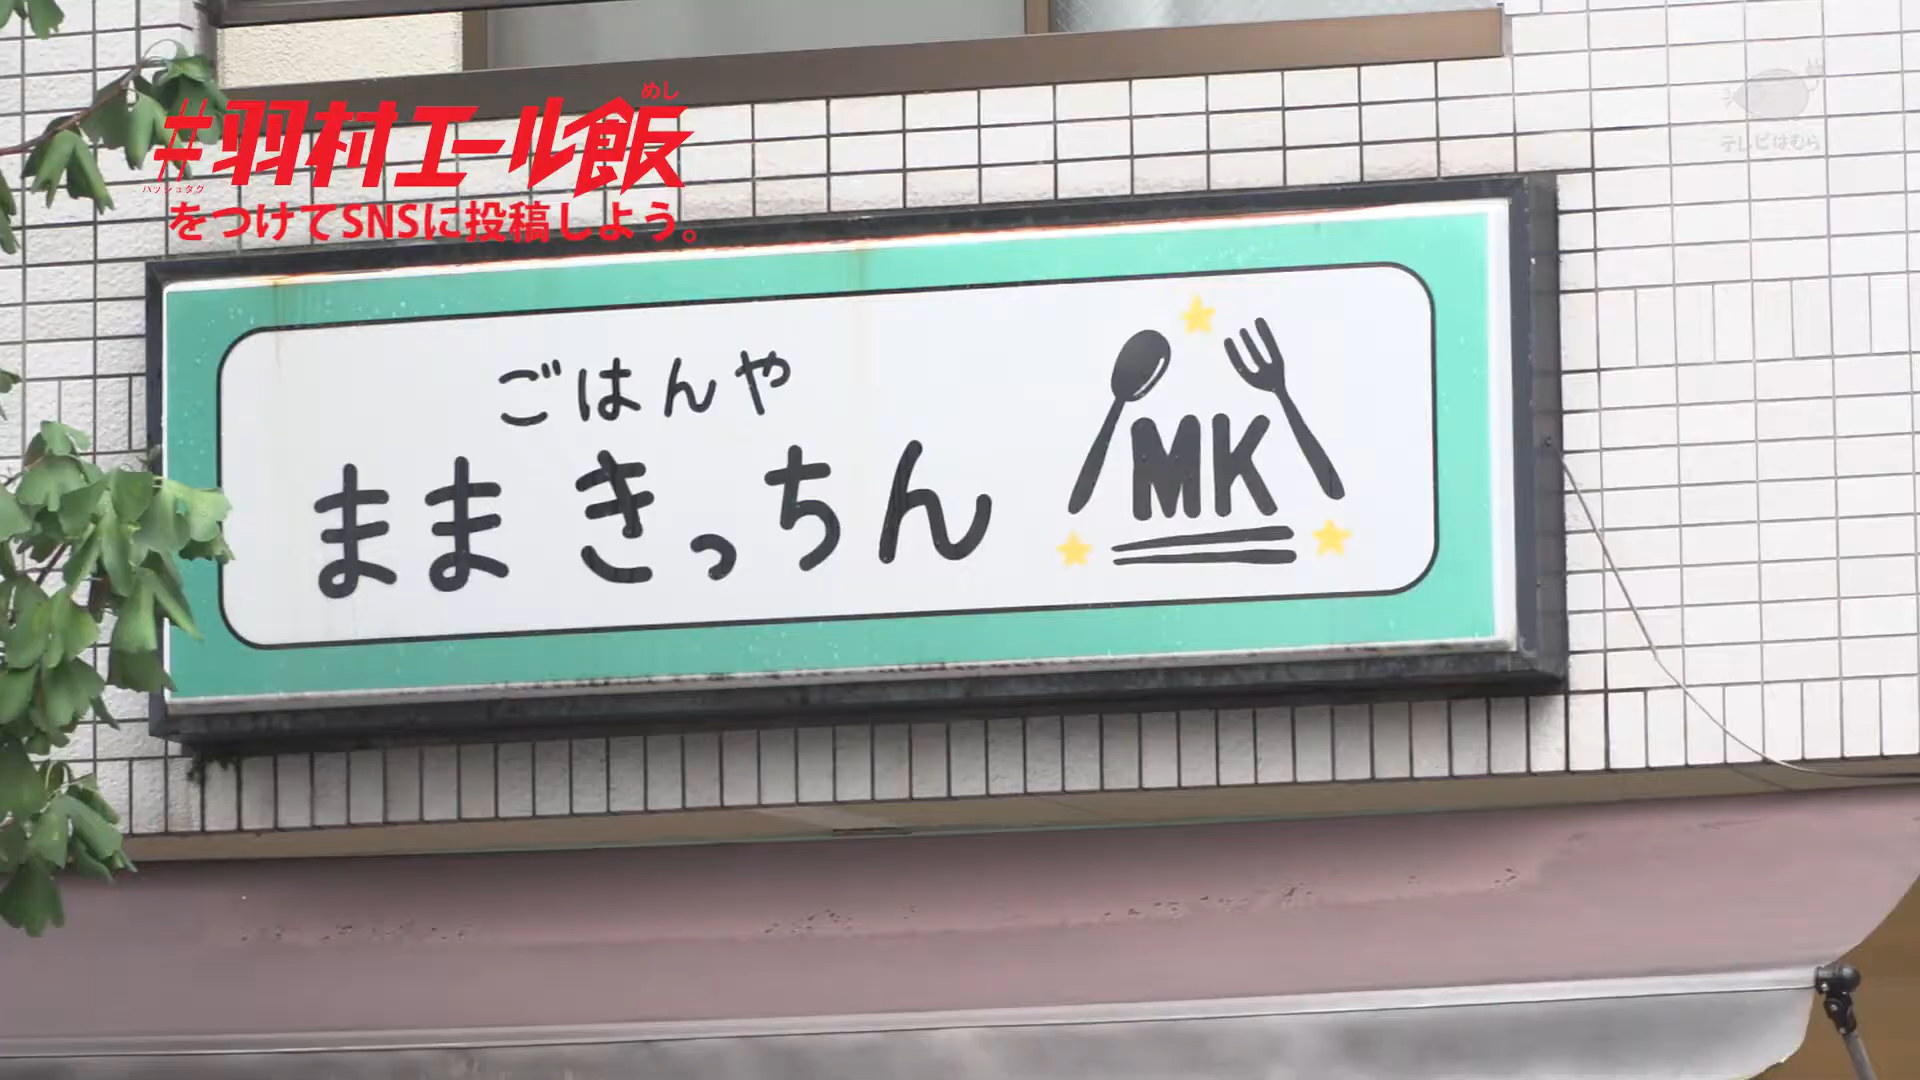 めし
#羽村エール飯
ハッシュタグ
をつけてSNSに投稿しよう。
テレビはむら
ごはんや
まま きっちん
MK